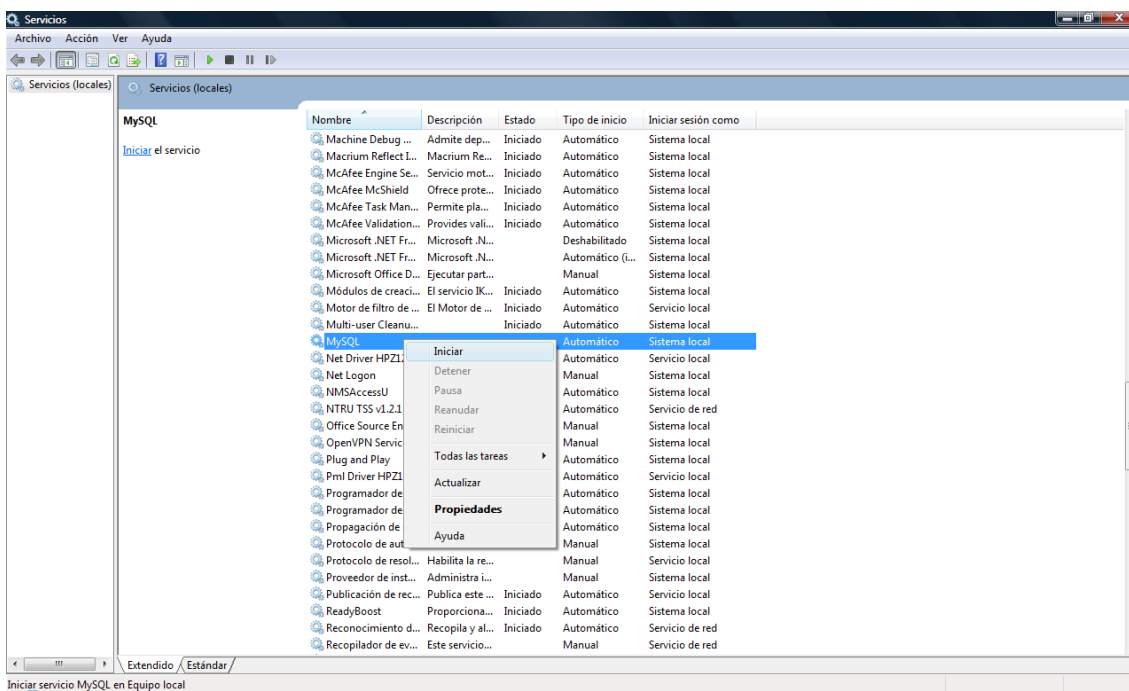 Servicios
Archivo Acción Ver Ayuda
Servicios (locales)
Servicios (locales)
MySQL
Iniciar el servicio
Nombre Descripción Estado Tipo de inicio Iniciar sesión como
Machine Debug ... Admite dep... Iniciado Automático Sistema local
Macrium Reflect I... Macrium Re... Iniciado Automático Sistema local
McAfee Engine Se... Servicio mot... Iniciado Automático Sistema local
McAfee McShield Ofrece prote... Iniciado Automático Sistema local
McAfee Task Man... Permite pla... Iniciado Automático Sistema local
McAfee Validation... Provides vali... Iniciado Automático Sistema local
Microsoft .NET Fr... Microsoft .N... Deshabilitado Sistema local
Microsoft .NET Fr... Microsoft .N... Automático (i... Sistema local
Microsoft Office D... Ejecutar part... Manual Sistema local
Módulos de creaci... El servicio IK... Iniciado Automático Sistema local
Motor de filtro de ... El Motor de ... Iniciado Automático Servicio local
Multi-user Cleanu... Iniciado Automático Sistema local
MySQL Automático Sistema local
Net Driver HPZ12 Automático Servicio local
Net Logon Manual Sistema local
NMSAccessU Automático Sistema local
NTRU TSS v1.2.1 Automático Servicio de red
Office Source En Manual Sistema local
OpenVPN Servic Manual Sistema local
Plug and Play Automático Sistema local
Pml Driver HPZ1 Automático Servicio local
Programador de Automático Sistema local
Programador de Automático Sistema local
Propagación de Automático Sistema local
Protocolo de aut Manual Sistema local
Protocolo de resol... Habilita la re... Manual Servicio local
Proveedor de inst... Administra i... Manual Sistema local
Publicación de rec... Publica este ... Iniciado Automático Servicio local
ReadyBoost Proporciona... Iniciado Automático Sistema local
Reconocimiento d... Recopila y al... Iniciado Automático Servicio de red
Recopilador de ev... Este servicio... Manual Servicio de red
Iniciar
Detener
Pausa
Reanudar
Reiniciar
Todas las tareas
Actualizar
Propiedades
Ayuda
Extendido Estándar
Iniciar servicio MySQL en Equipo local